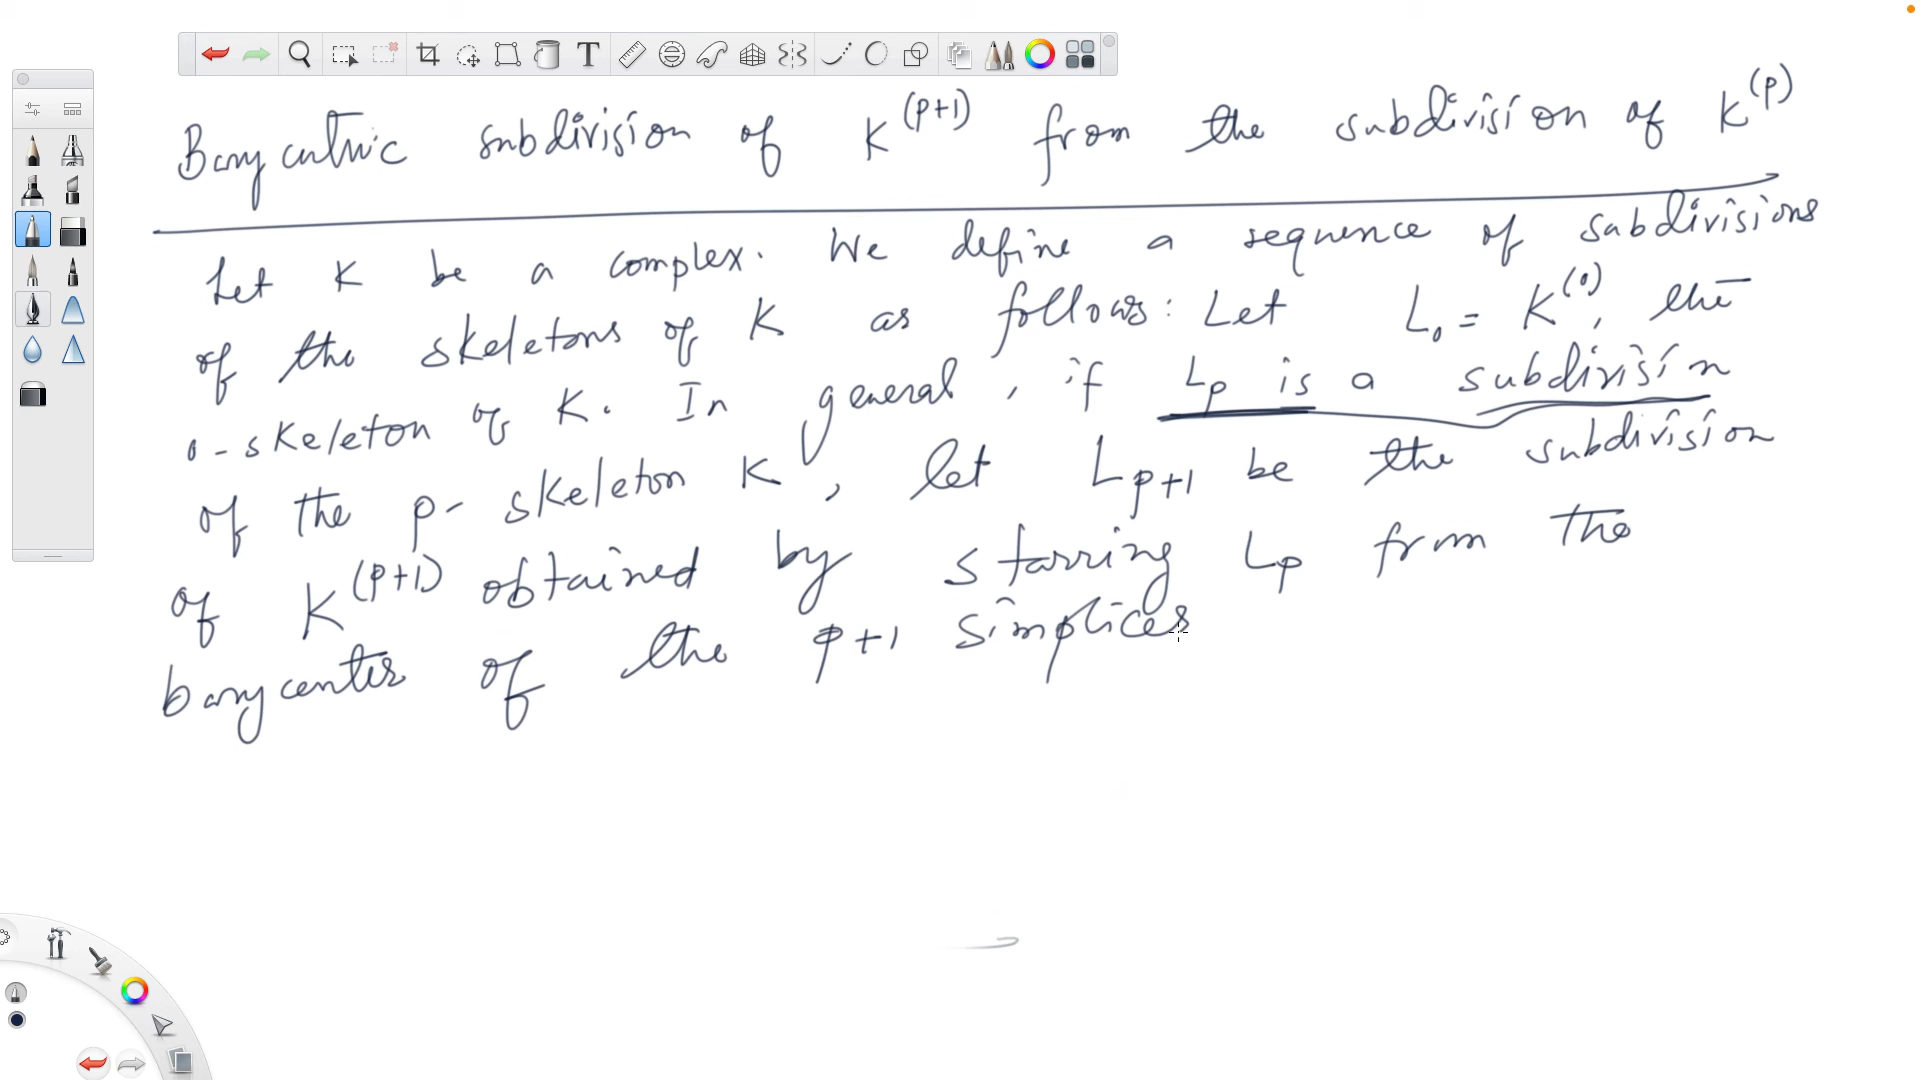 Barycentric subdivision of K^(p+1) from the subdivision of K^(p)
Let K be a complex. We define a sequence of subdivisions
of the skeletons of K as follows: Let L₀ = K^(0), the
0-skeleton of K. In general, if Lₚ is a subdivision
of the p-skeleton K, let Lₚ₊₁ be the subdivision
of K^(p+1) obtained by starring Lₚ from the
barycenter of the p+1 simplices